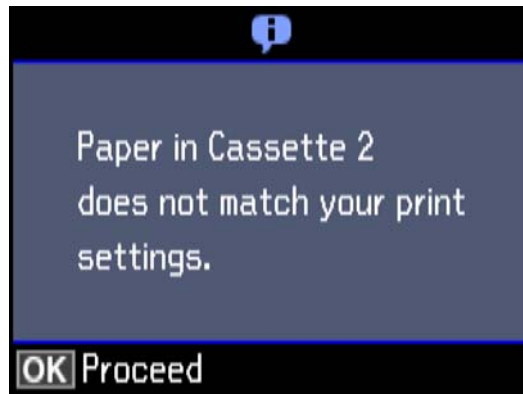 Paper in Cassette 2
does not match your print
settings.
OK Proceed